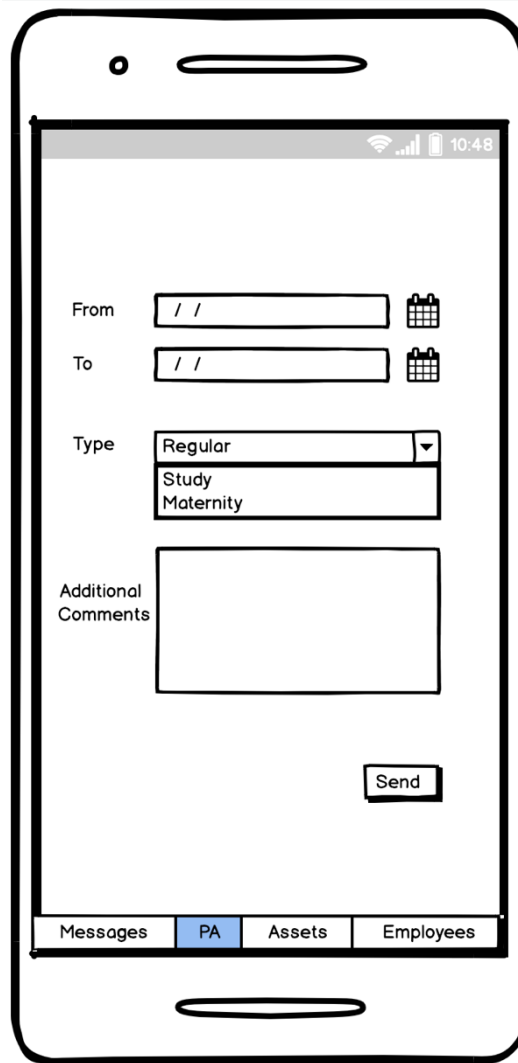 10:48
From / /
To / /
Type Regular
Study
Maternity
Additional
Comments
Send
Messages PA Assets Employees